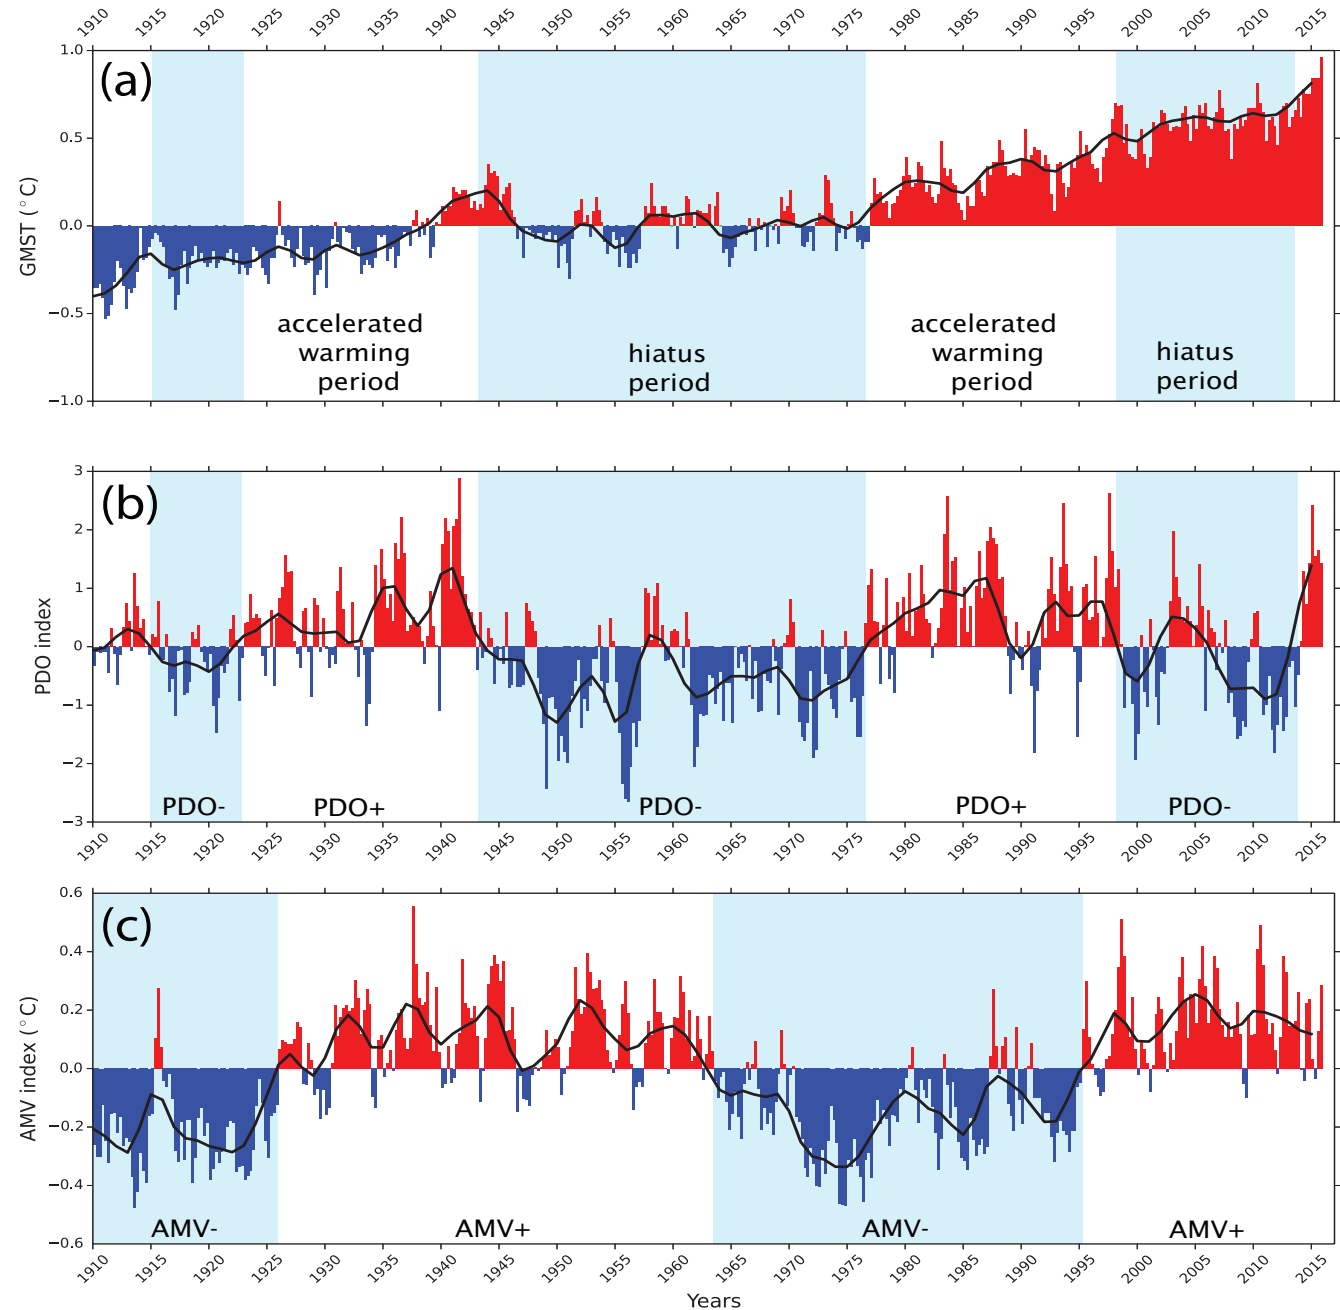 1910 1915 1920 1925 1930 1935 1940 1945 1950 1955 1960 1965 1970 1975 1980 1985 1990 1995 2000 2005 2010 2015
(a)
1.0
0.5
0.0
−0.5
−1.0
GMST (°C)
accelerated
warming
period
hiatus
period
accelerated
warming
period
hiatus
period
(b)
3
2
1
0
−1
−2
−3
PDO index
PDO-
PDO+
PDO-
PDO+
PDO-
1910 1915 1920 1925 1930 1935 1940 1945 1950 1955 1960 1965 1970 1975 1980 1985 1990 1995 2000 2005 2010 2015
(c)
0.6
0.4
0.2
0.0
−0.2
−0.4
−0.6
AMV index (°C)
AMV-
AMV+
AMV-
AMV+
1910 1915 1920 1925 1930 1935 1940 1945 1950 1955 1960 1965 1970 1975 1980 1985 1990 1995 2000 2005 2010 2015
Years